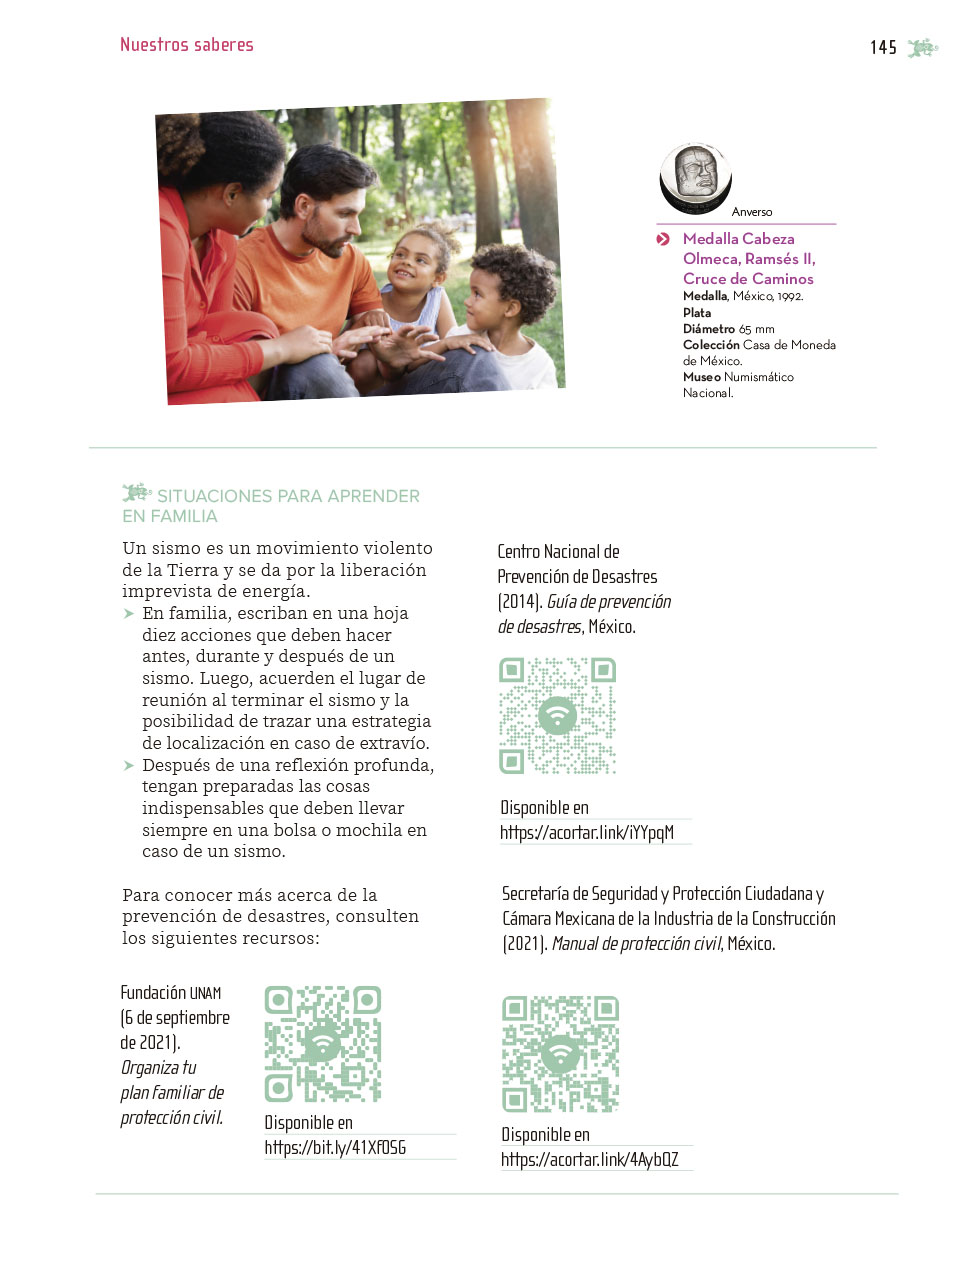 Nuestros saberes
145
Anverso
Medalla Cabeza
Olmeca, Ramsés II,
Cruce de Caminos
Medalla, México, 1992.
Plata
Diámetro 65 mm
Colección Casa de Moneda
de México.
Museo Numismático
Nacional.
SITUACIONES PARA APRENDER
EN FAMILIA
Un sismo es un movimiento violento
de la Tierra y se da por la liberación
imprevista de energía.
➤ En familia, escriban en una hoja
diez acciones que deben hacer
antes, durante y después de un
sismo. Luego, acuerden el lugar de
reunión al terminar el sismo y la
posibilidad de trazar una estrategia
de localización en caso de extravío.
➤ Después de una reflexión profunda,
tengan preparadas las cosas
indispensables que deben llevar
siempre en una bolsa o mochila en
caso de un sismo.
Para conocer más acerca de la
prevención de desastres, consulten
los siguientes recursos:
Fundación UNAM
(6 de septiembre
de 2021).
Organiza tu
plan familiar de
protección civil.
Disponible en
https://bit.ly/41XfOSG
Centro Nacional de
Prevención de Desastres
(2014). Guía de prevención
de desastres, México.
Disponible en
https://acortar.link/iYYpqM
Secretaría de Seguridad y Protección Ciudadana y
Cámara Mexicana de la Industria de la Construcción
(2021). Manual de protección civil, México.
Disponible en
https://acortar.link/4AybQZ